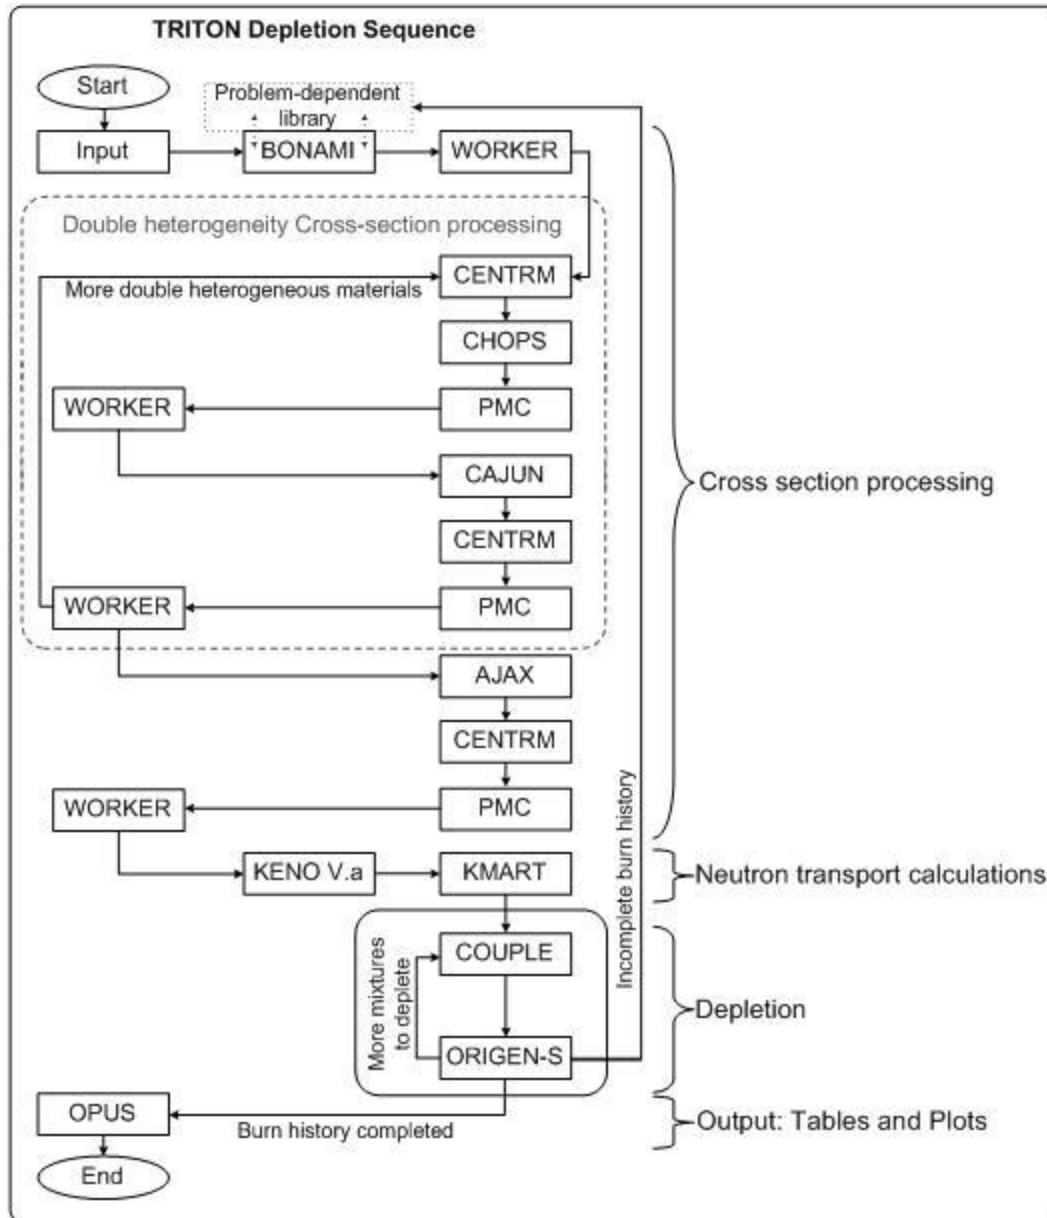 TRITON Depletion Sequence
Start
Problem-dependent
library
Input
BONAMI
WORKER
Double heterogeneity Cross-section processing
CENTRM
More double heterogeneous materials
CHOPS
WORKER
PMC
CAJUN
Cross section processing
CENTRM
WORKER
PMC
AJAX
CENTRM
WORKER
PMC
Incomplete burn history
KENO V.a
KMART
Neutron transport calculations
COUPLE
More mixtures
to deplete
Depletion
ORIGEN-S
OPUS
Burn history completed
Output: Tables and Plots
End